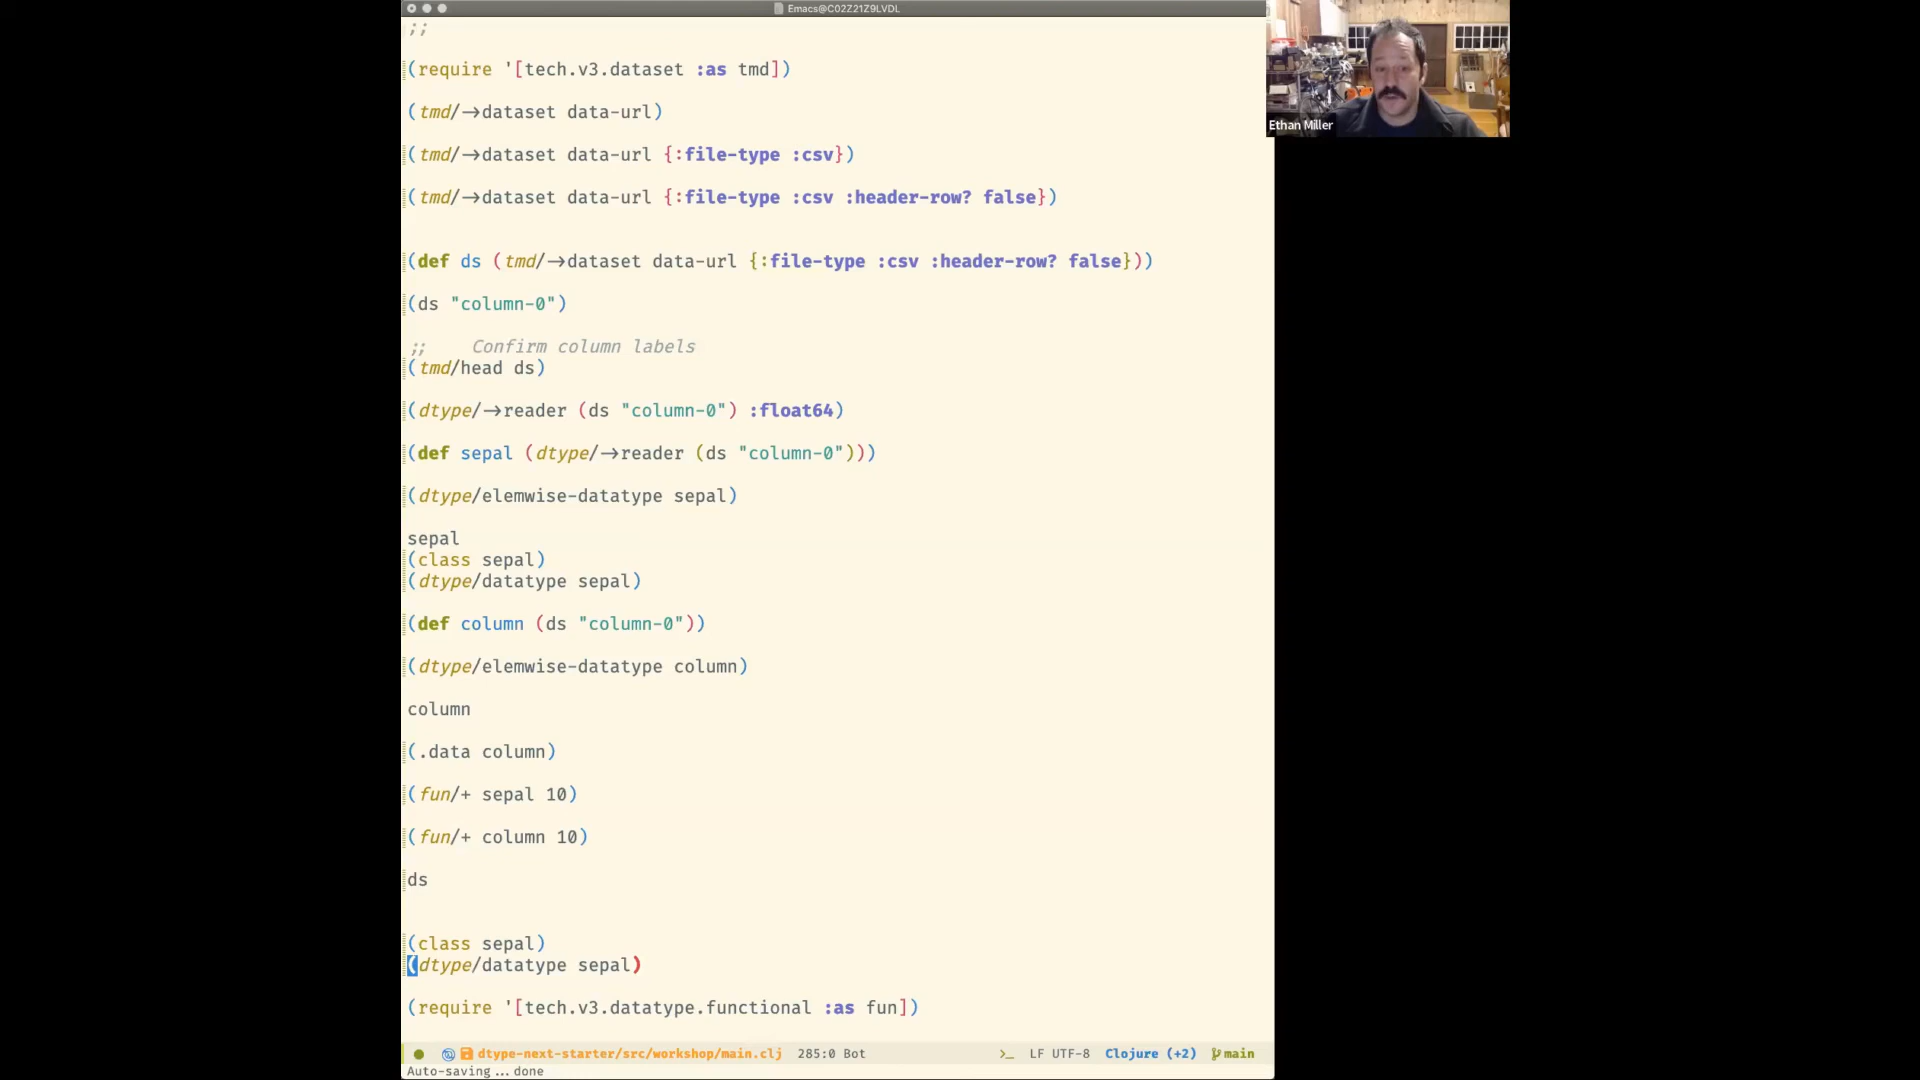 Emacs@C02Z21Z9LVDL
;;
(require '[tech.v3.dataset :as tmd])
(tmd/->dataset data-url)
(tmd/->dataset data-url {:file-type :csv})
(tmd/->dataset data-url {:file-type :csv :header-row? false})
(def ds (tmd/->dataset data-url {:file-type :csv :header-row? false}))
(ds "column-0")
;; Confirm column labels
(tmd/head ds)
(dtype/->reader (ds "column-0") :float64)
(def sepal (dtype/->reader (ds "column-0")))
(dtype/elemwise-datatype sepal)
sepal
(class sepal)
(dtype/datatype sepal)
(def column (ds "column-0"))
(dtype/elemwise-datatype column)
column
(.data column)
(fun/+ sepal 10)
(fun/+ column 10)
ds
(class sepal)
(dtype/datatype sepal)
(require '[tech.v3.datatype.functional :as fun])
dtype-next-starter/src/workshop/main.clj 285:0 Bot LF UTF-8 Clojure (+2) main
Auto-saving...done
Ethan Miller